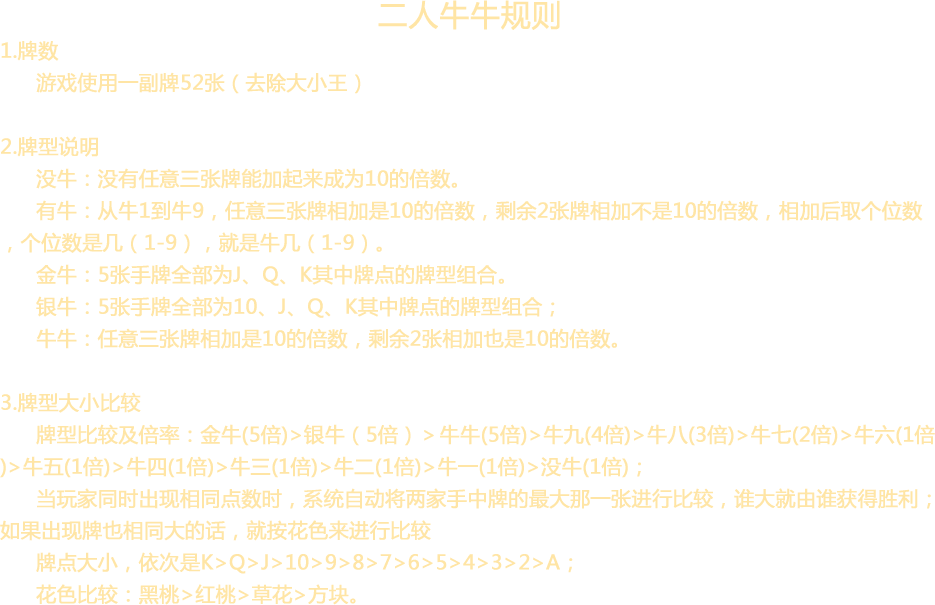 二人牛牛规则
1.牌数
游戏使用一副牌52张（去除大小王）
2.牌型说明
没牛：没有任意三张牌能加起来成为10的倍数。
有牛：从牛1到牛9，任意三张牌相加是10的倍数，剩余2张牌相加不是10的倍数，相加后取个位数
，个位数是几（1-9），就是牛几（1-9）。
金牛：5张手牌全部为J、Q、K其中牌点的牌型组合。
银牛：5张手牌全部为10、J、Q、K其中牌点的牌型组合；
牛牛：任意三张牌相加是10的倍数，剩余2张相加也是10的倍数。
3.牌型大小比较
牌型比较及倍率：金牛(5倍)>银牛（5倍）＞牛牛(5倍)>牛九(4倍)>牛八(3倍)>牛七(2倍)>牛六(1倍
)>牛五(1倍)>牛四(1倍)>牛三(1倍)>牛二(1倍)>牛一(1倍)>没牛(1倍)；
当玩家同时出现相同点数时，系统自动将两家手中牌的最大那一张进行比较，谁大就由谁获得胜利；
如果出现牌也相同大的话，就按花色来进行比较
牌点大小，依次是K>Q>J>10>9>8>7>6>5>4>3>2>A；
花色比较：黑桃>红桃>草花>方块。